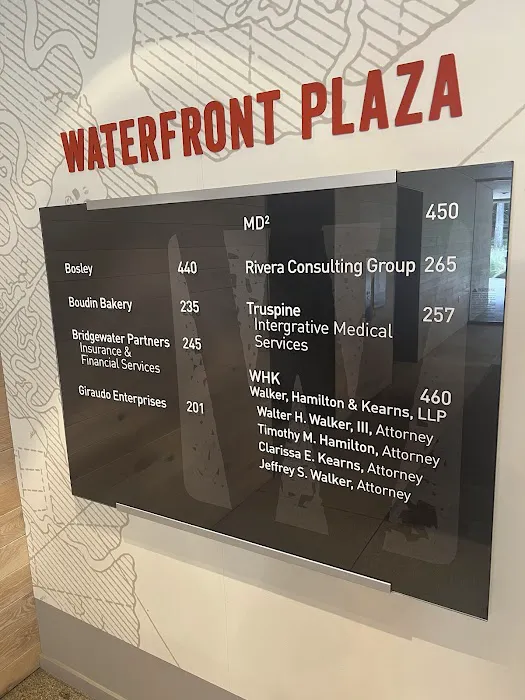 WATERFRONT PLAZA
Bosley 440
Boudin Bakery 235
Bridgewater Partners 245
Insurance &
Financial Services
Giraudo Enterprises 201
MD² 450
Rivera Consulting Group 265
Truspine 257
Intergrative Medical
Services
WHK 460
Walker, Hamilton & Kearns, LLP
Walter H. Walker, III, Attorney
Timothy M. Hamilton, Attorney
Clarissa E. Kearns, Attorney
Jeffrey S. Walker, Attorney